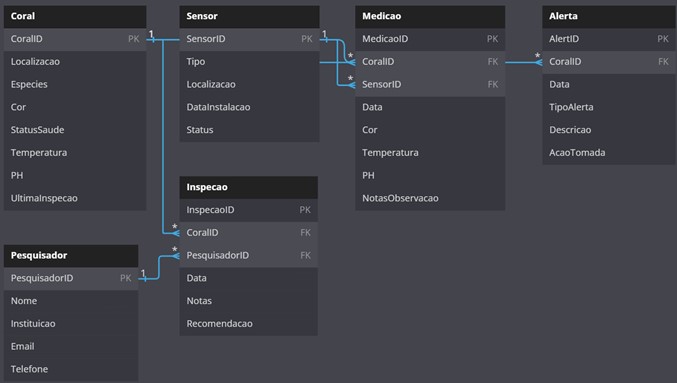 Coral
CoralID PK
Localizacao
Especies
Cor
StatusSaude
Temperatura
PH
UltimaInspecao
1
Sensor
SensorID PK
Tipo
Localizacao
DataInstalacao
Status
1
Medicao
MedicaoID PK
* CoralID FK
* SensorID FK
Data
Cor
Temperatura
PH
NotasObservacao
Alerta
AlertID PK
* CoralID FK
Data
TipoAlerta
Descricao
AcaoTomada
Inspecao
InspecaoID PK
* CoralID FK
* PesquisadorID FK
Data
Notas
Recomendacao
Pesquisador
PesquisadorID PK
1
Nome
Instituicao
Email
Telefone